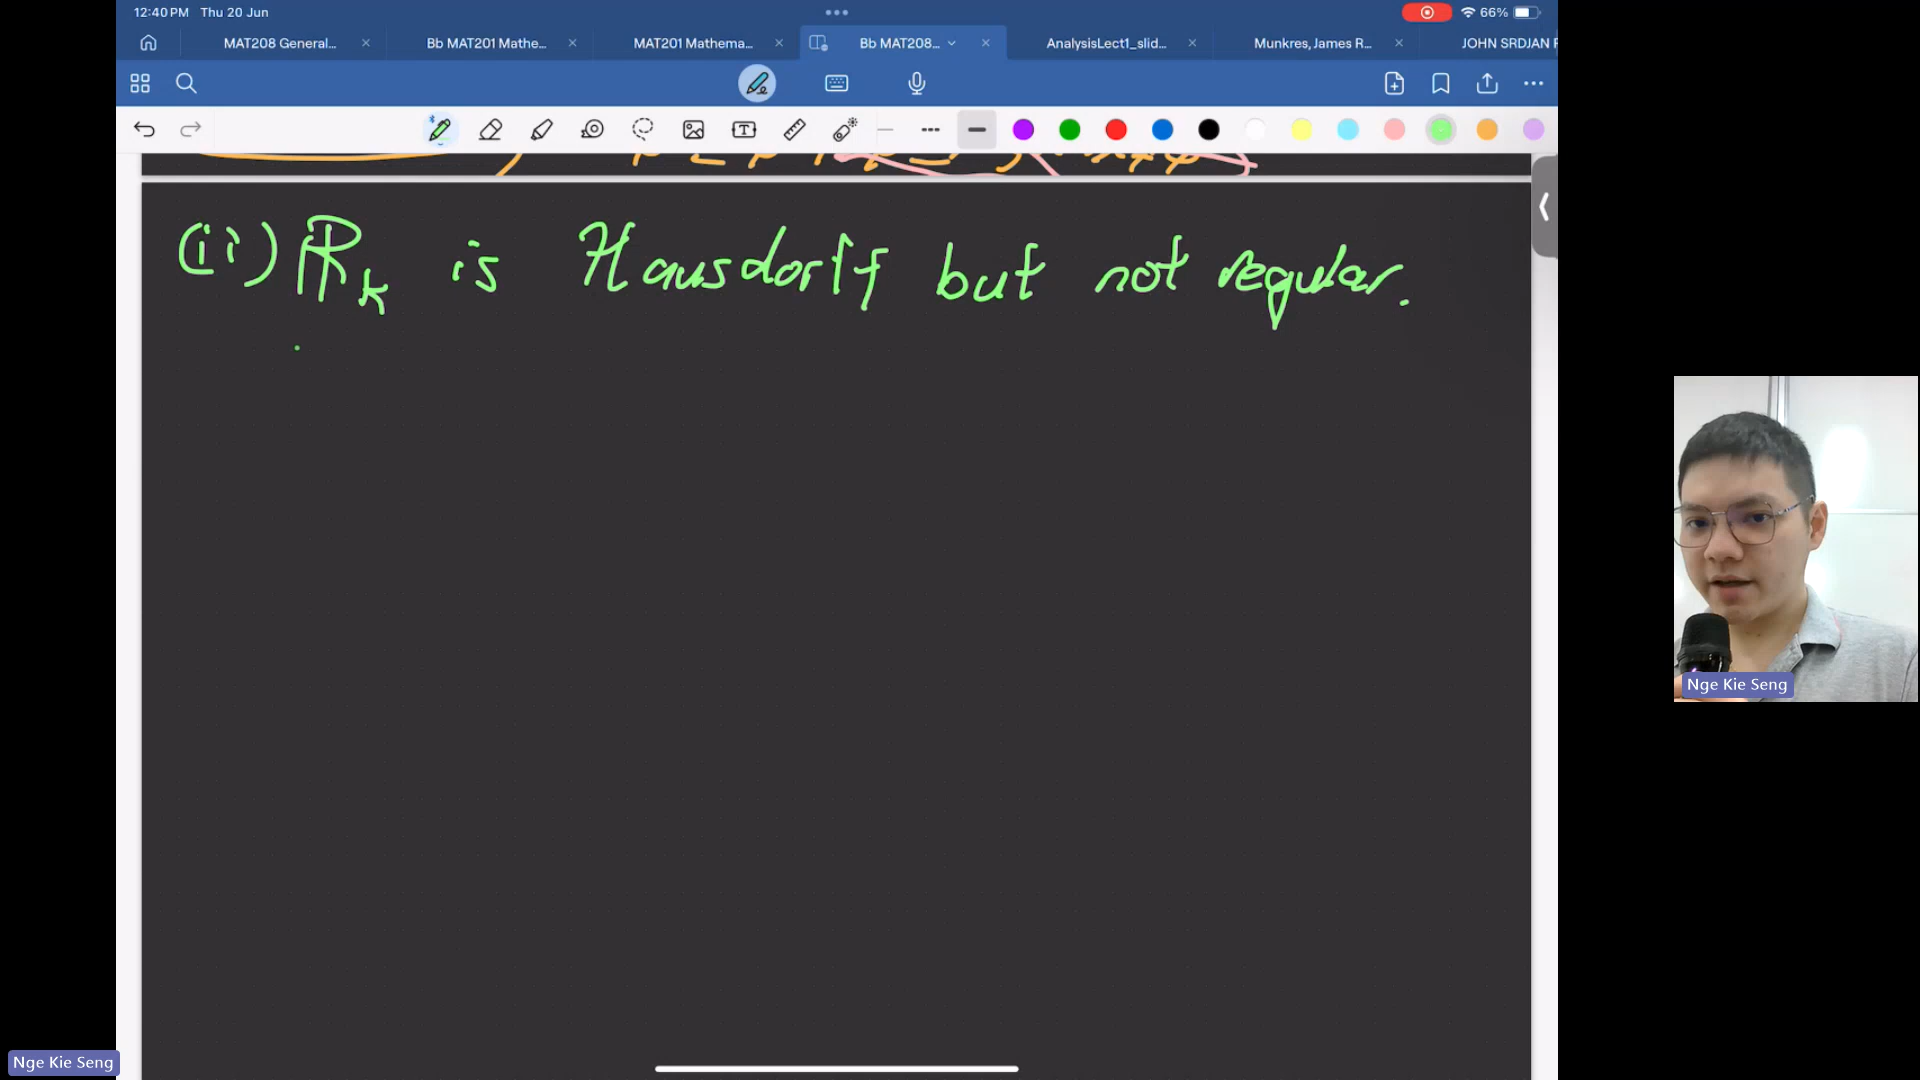 12:40 PM Thu 20 Jun
66%
MAT208 General...
Bb MAT201 Mathe...
MAT201 Mathema...
Bb MAT208...
AnalysisLect1_slid...
Munkres, James R...
JOHN SRDJAN P
(ii) ℝ_K is Hausdorff but not regular.
Nge Kie Seng
Nge Kie Seng